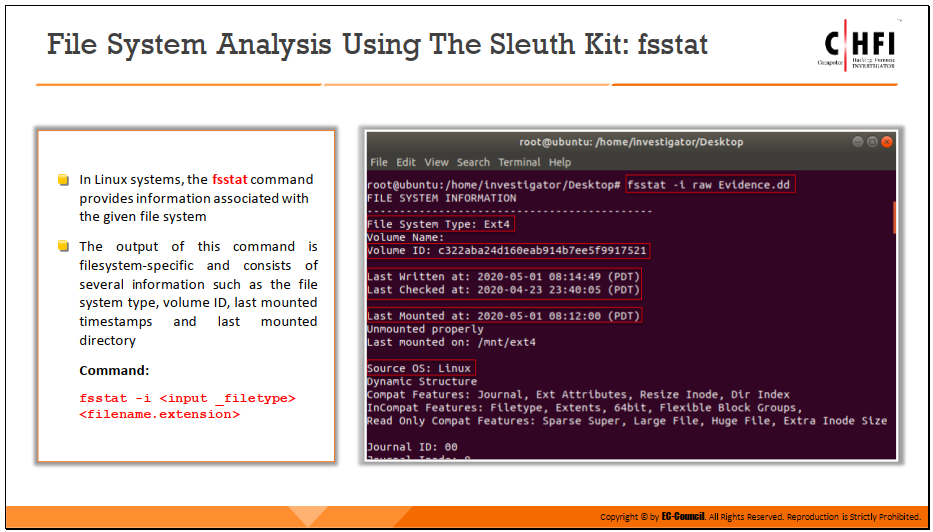 File System Analysis Using The Sleuth Kit: fsstat
C HFI
Computer Hacking Forensic
INVESTIGATOR
In Linux systems, the fsstat command
provides information associated with
the given file system
The output of this command is
filesystem-specific and consists of
several information such as the file
system type, volume ID, last mounted
timestamps and last mounted
directory
Command:
fsstat -i <input _filetype>
<filename.extension>
root@ubuntu: /home/investigator/Desktop
File Edit View Search Terminal Help
root@ubuntu:/home/investigator/Desktop# fsstat -i raw Evidence.dd
FILE SYSTEM INFORMATION
--------------------------------------------
File System Type: Ext4
Volume Name:
Volume ID: c322aba24d160eab914b7ee5f9917521
Last Written at: 2020-05-01 08:14:49 (PDT)
Last Checked at: 2020-04-23 23:40:05 (PDT)
Last Mounted at: 2020-05-01 08:12:00 (PDT)
Unmounted properly
Last mounted on: /mnt/ext4
Source OS: Linux
Dynamic Structure
Compat Features: Journal, Ext Attributes, Resize Inode, Dir Index
InCompat Features: Filetype, Extents, 64bit, Flexible Block Groups,
Read Only Compat Features: Sparse Super, Large File, Huge File, Extra Inode Size
Journal ID: 00
Copyright © by EG-Council. All Rights Reserved. Reproduction is Strictly Prohibited.